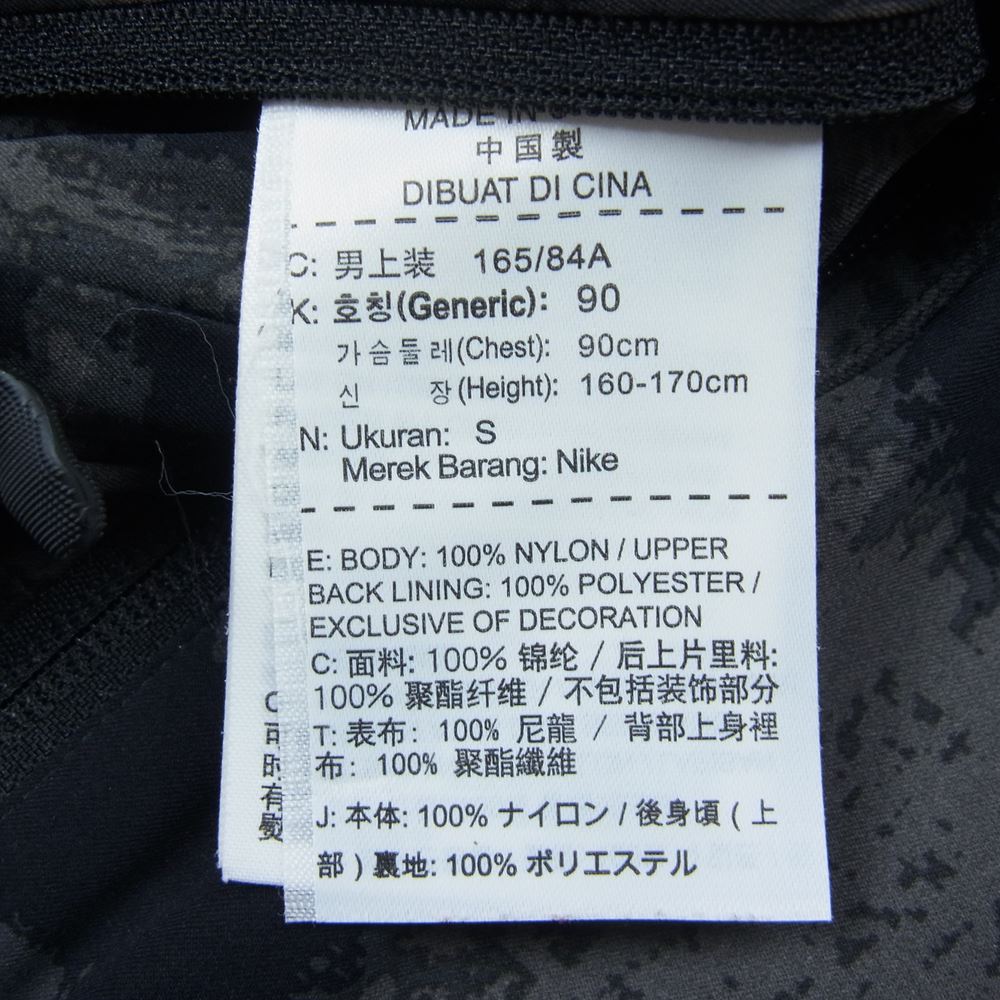 MADE IN
中国製
DIBUAT DI CINA
C: 男上装 165/84A
K: 호칭(Generic): 90
가슴둘레(Chest): 90cm
신 장(Height): 160-170cm
N: Ukuran: S
Merek Barang: Nike
E: BODY: 100% NYLON / UPPER
BACK LINING: 100% POLYESTER /
EXCLUSIVE OF DECORATION
C: 面料: 100% 锦纶 / 后上片里料:
100% 聚酯纤维 / 不包括装饰部分
T: 表布: 100% 尼龍 / 背部上身裡
布: 100% 聚酯纖維
J: 本体: 100% ナイロン / 後身頃 ( 上
部 ) 裏地: 100% ポリエステル
C
可
时
有
熨